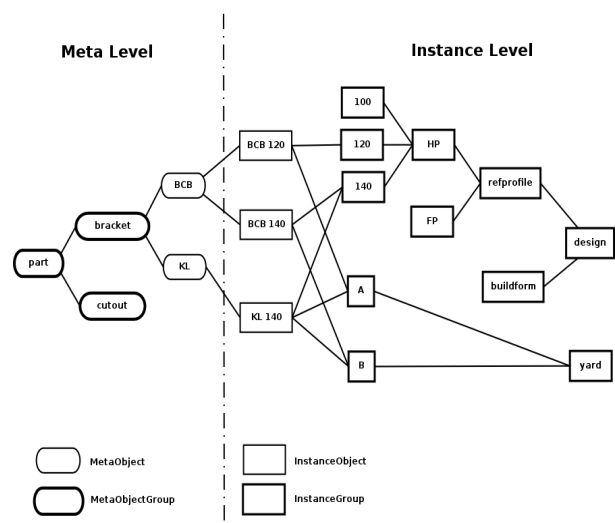 Meta Level
Instance Level
100
BCB 120
120
HP
BCB
140
refprofile
bracket
BCB 140
FP
design
part
KL
buildform
A
cutout
KL 140
B
yard
MetaObject
InstanceObject
MetaObjectGroup
InstanceGroup